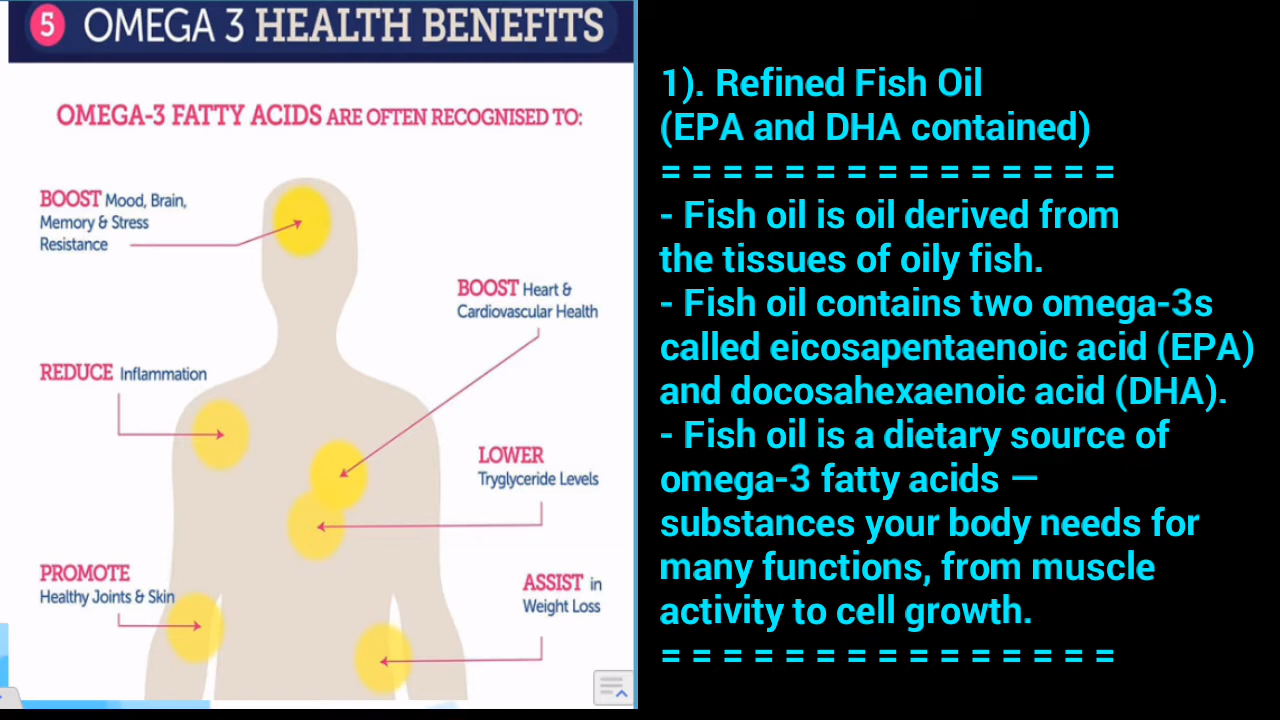 5 OMEGA 3 HEALTH BENEFITS
OMEGA-3 FATTY ACIDS ARE OFTEN RECOGNISED TO:
BOOST Mood, Brain,
Memory & Stress
Resistance
BOOST Heart &
Cardiovascular Health
REDUCE Inflammation
LOWER
Tryglyceride Levels
PROMOTE
Healthy Joints & Skin
ASSIST in
Weight Loss
1). Refined Fish Oil
(EPA and DHA contained)
= = = = = = = = = = = = = = =
- Fish oil is oil derived from
the tissues of oily fish.
- Fish oil contains two omega-3s
called eicosapentaenoic acid (EPA)
and docosahexaenoic acid (DHA).
- Fish oil is a dietary source of
omega-3 fatty acids —
substances your body needs for
many functions, from muscle
activity to cell growth.
= = = = = = = = = = = = = = =